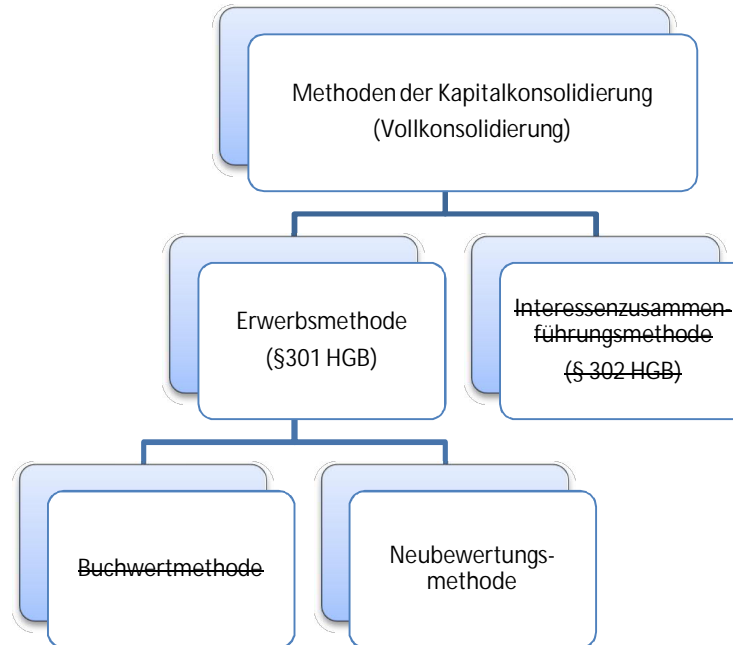 Methoden der Kapitalkonsolidierung
(Vollkonsolidierung)
Erwerbsmethode
(§301 HGB)
Interessenzusammen-
führungsmethode
(§ 302 HGB)
Buchwertmethode
Neubewertungs-
methode